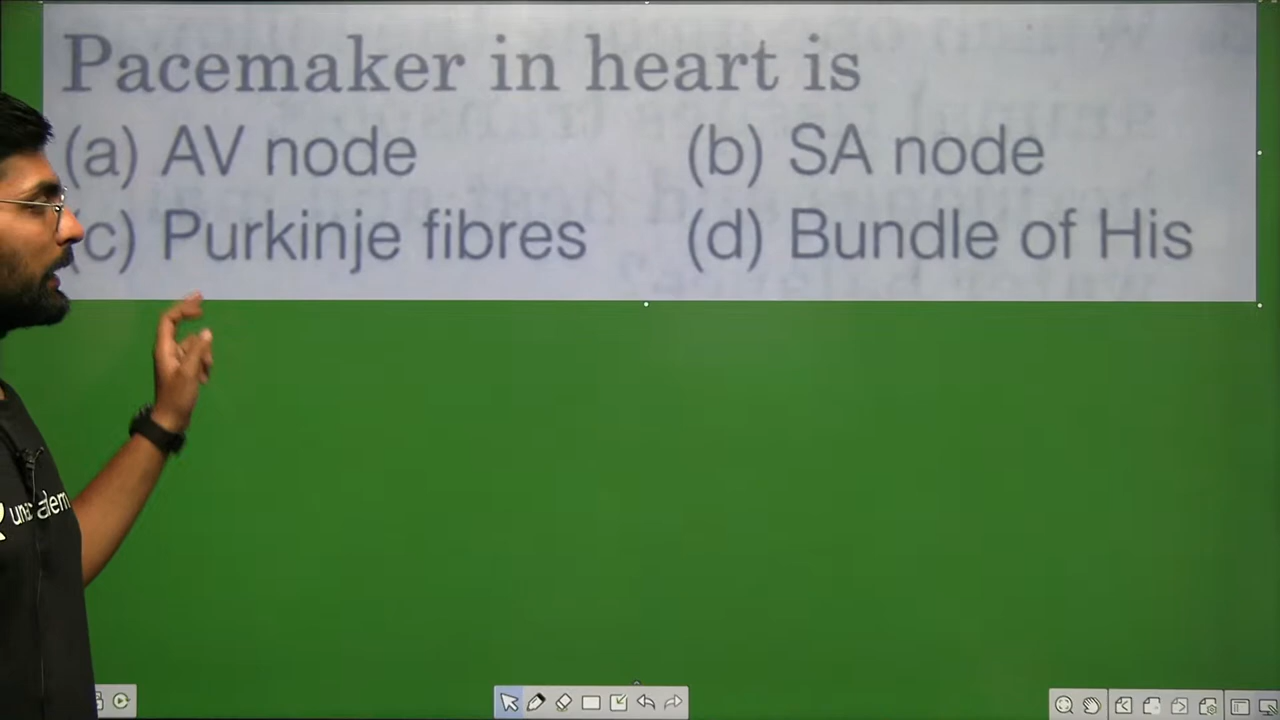 Pacemaker in heart is
(a) AV node (b) SA node
c) Purkinje fibres (d) Bundle of His